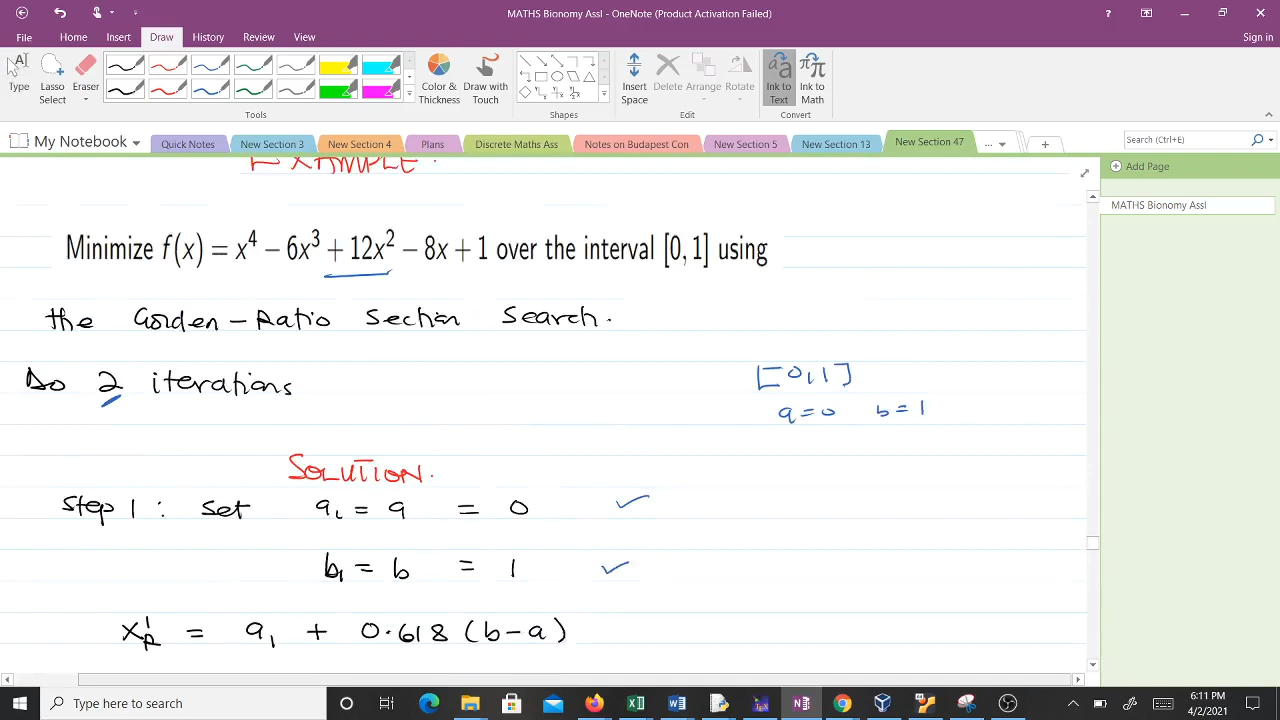 MATHS Bionomy Assl - OneNote (Product Activation Failed)
File Home Insert Draw History Review View Sign in
Type
Lasso Select
Eraser
Color & Thickness
Draw with Touch
Insert Space
Delete Arrange Rotate
Ink to Text
Ink to Math
Tools Shapes Edit Convert
My Notebook Quick Notes New Section 3 New Section 4 Plans Discrete Maths Ass Notes on Budapest Con New Section 5 New Section 13 New Section 47 ... Search (Ctrl+E)
Add Page
MATHS Bionomy Assl
EXAMPLE.
Minimize f(x) = x⁴ − 6x³ + 12x² − 8x + 1 over the interval [0, 1] using
the Golden-Ratio Section Search.
Do 2 iterations
[0,1]
a=0 b=1
SOLUTION.
Step 1: Set a₁ = a = 0 ✓
b₁ = b = 1 ✓
x_R^1 = a₁ + 0.618 (b-a)
Type here to search
6:11 PM
4/2/2021